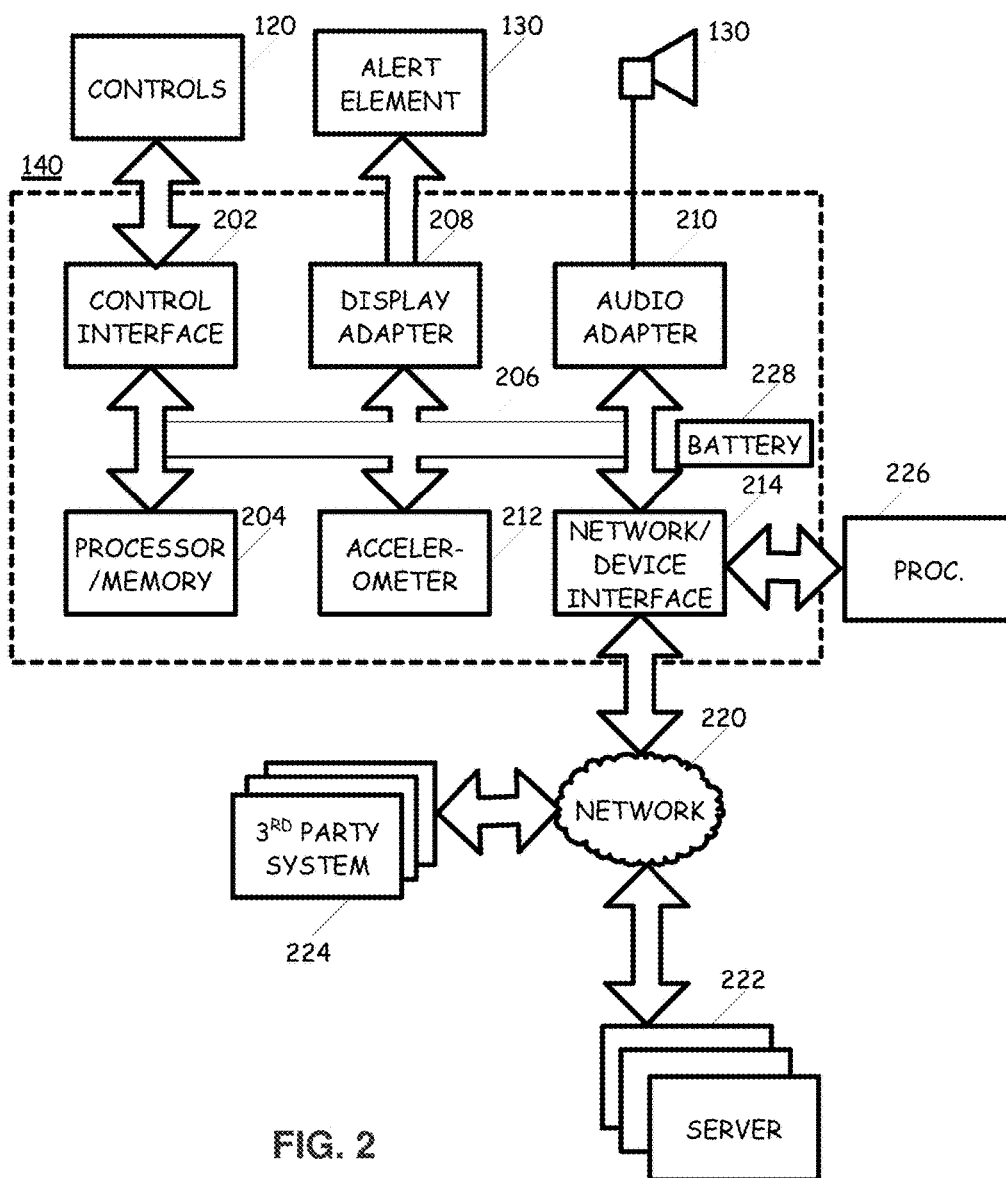 120
130
130
CONTROLS
ALERT
ELEMENT
140
202
208
210
CONTROL
INTERFACE
DISPLAY
ADAPTER
AUDIO
ADAPTER
206
228
BATTERY
204
212
214
226
PROCESSOR
/MEMORY
ACCELER-
OMETER
NETWORK/
DEVICE
INTERFACE
PROC.
220
NETWORK
3RD PARTY
SYSTEM
224
222
SERVER
FIG. 2